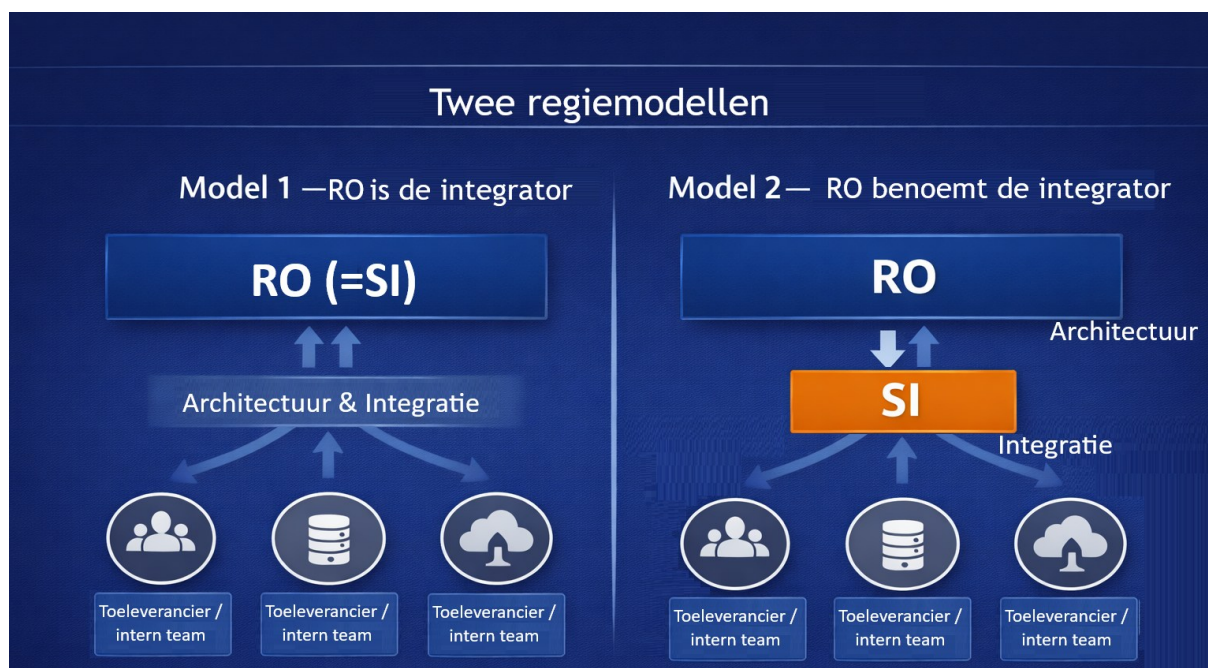 Twee regiemodellen
Model 1 —RO is de integrator
RO (=SI)
Architectuur & Integratie
Toeleverancier /
intern team
Toeleverancier /
intern team
Toeleverancier /
intern team
Model 2— RO benoemt de integrator
RO
Architectuur
SI
Integratie
Toeleverancier /
intern team
Toeleverancier /
intern team
Toeleverancier /
intern team